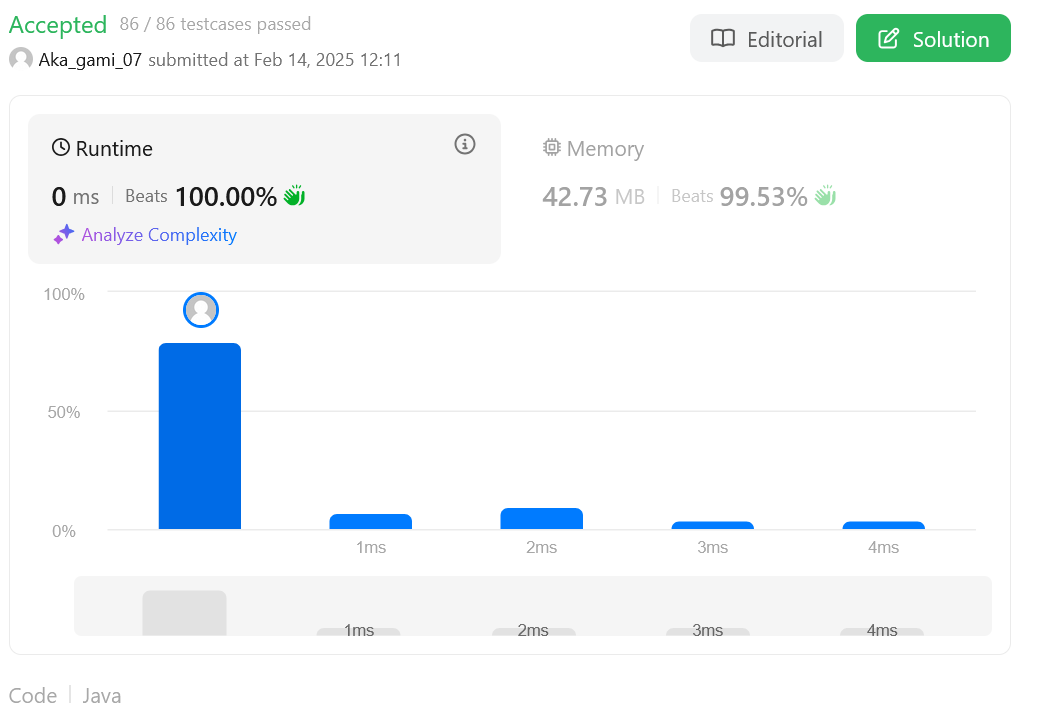 Accepted 86 / 86 testcases passed
Editorial
Solution
Aka_gami_07 submitted at Feb 14, 2025 12:11
Runtime
0 ms | Beats 100.00%
Analyze Complexity
Memory
42.73 MB | Beats 99.53%
100%
50%
0%
1ms 2ms 3ms 4ms
1ms 2ms 3ms 4ms
Code | Java